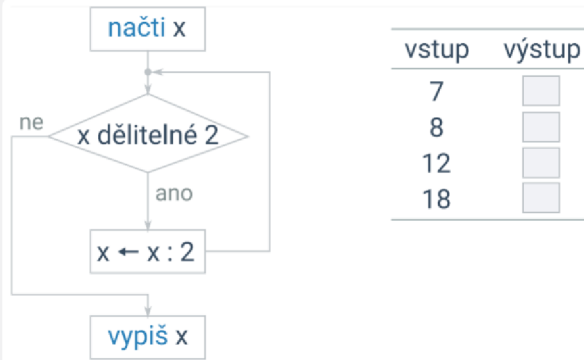 načti x
ne
x dělitelné 2
ano
x ← x : 2
vypiš x
vstup výstup
7
8
12
18